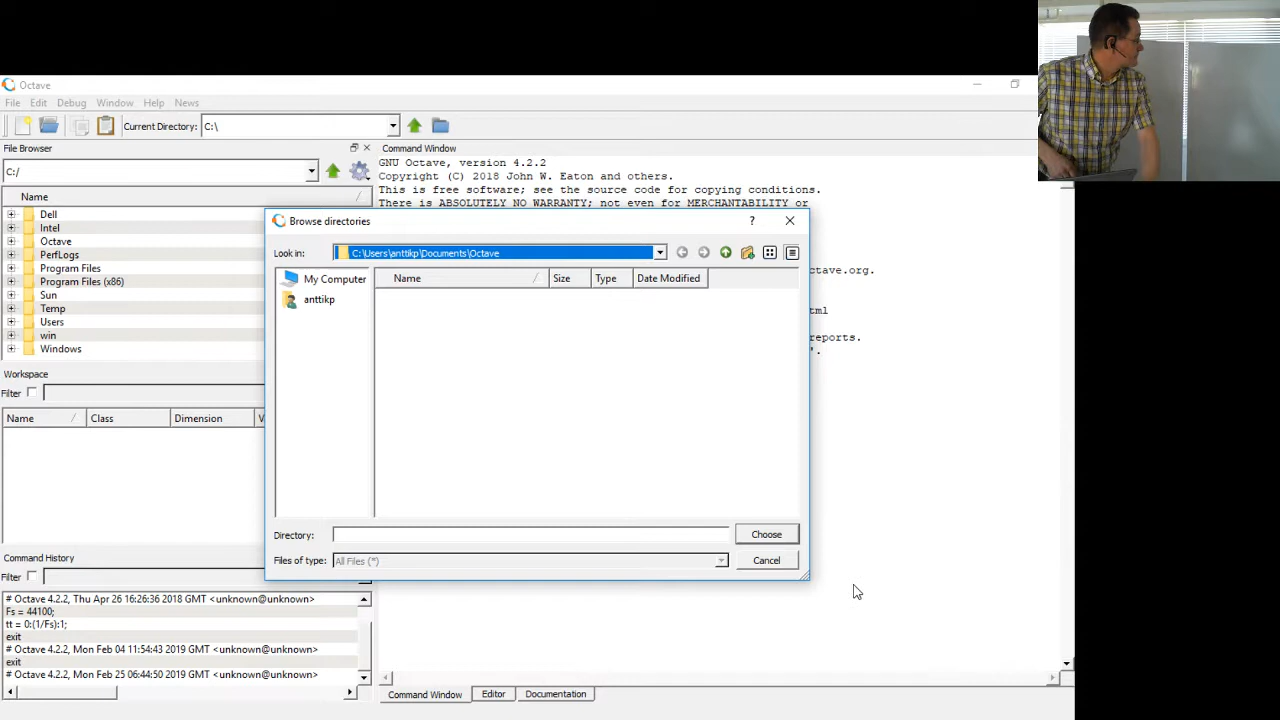 Octave
File Edit Debug Window Help News
Current Directory: C:\
File Browser
C:/
Name
Dell
Intel
Octave
PerfLogs
Program Files
Program Files (x86)
Sun
Temp
Users
win
Windows
Workspace
Filter
Name Class Dimension V
Command History
Filter
# Octave 4.2.2, Thu Apr 26 16:26:36 2018 GMT <unknown@unknown>
Fs = 44100;
tt = 0:(1/Fs):1;
exit
# Octave 4.2.2, Mon Feb 04 11:54:43 2019 GMT <unknown@unknown>
exit
# Octave 4.2.2, Mon Feb 25 06:44:50 2019 GMT <unknown@unknown>
Command Window
GNU Octave, version 4.2.2
Copyright (C) 2018 John W. Eaton and others.
This is free software; see the source code for copying conditions.
There is ABSOLUTELY NO WARRANTY; not even for MERCHANTABILITY or
ctave.org.
tml
reports.
".
Browse directories
?
Look in: C:\Users\anttikp\Documents\Octave
My Computer
anttikp
Name Size Type Date Modified
Directory: Choose
Files of type: All Files (*) Cancel
Command Window Editor Documentation